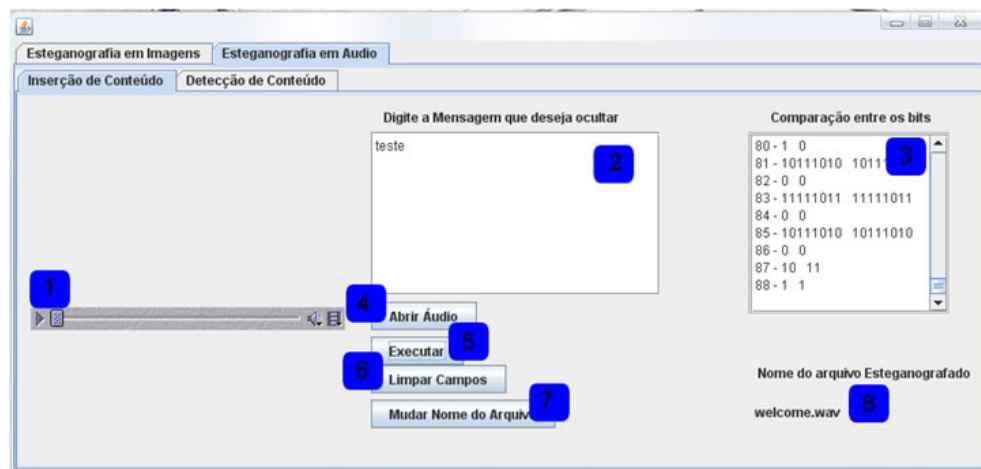 Esteganografia em Imagens Esteganografia em Audio
Inserção de Conteúdo Detecção de Conteúdo
Digite a Mensagem que deseja ocultar
teste
2
Comparação entre os bits
80 - 1 0
81 - 10111010 1011
82 - 0 0
83 - 11111011 11111011
84 - 0 0
85 - 10111010 10111010
86 - 0 0
87 - 10 11
88 - 1 1
3
1
4
Abrir Áudio
Executar
5
6
Limpar Campos
Mudar Nome do Arquiv
7
Nome do arquivo Esteganografado
welcome.wav
8